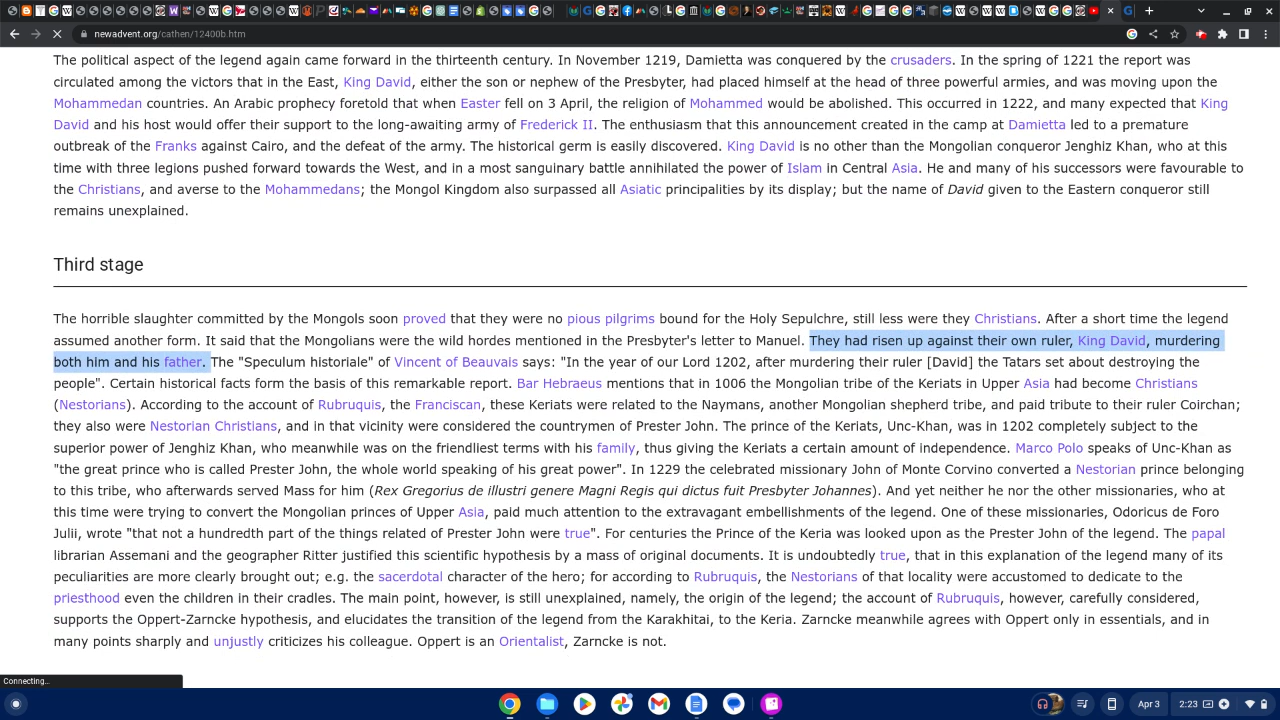 newadvent.org/cathen/12400b.htm
The political aspect of the legend again came forward in the thirteenth century. In November 1219, Damietta was conquered by the crusaders. In the spring of 1221 the report was
circulated among the victors that in the East, King David, either the son or nephew of the Presbyter, had placed himself at the head of three powerful armies, and was moving upon the
Mohammedan countries. An Arabic prophecy foretold that when Easter fell on 3 April, the religion of Mohammed would be abolished. This occurred in 1222, and many expected that King
David and his host would offer their support to the long-awaiting army of Frederick II. The enthusiasm that this announcement created in the camp at Damietta led to a premature
outbreak of the Franks against Cairo, and the defeat of the army. The historical germ is easily discovered. King David is no other than the Mongolian conqueror Jenghiz Khan, who at this
time with three legions pushed forward towards the West, and in a most sanguinary battle annihilated the power of Islam in Central Asia. He and many of his successors were favourable to
the Christians, and averse to the Mohammedans; the Mongol Kingdom also surpassed all Asiatic principalities by its display; but the name of David given to the Eastern conqueror still
remains unexplained.
Third stage
The horrible slaughter committed by the Mongols soon proved that they were no pious pilgrims bound for the Holy Sepulchre, still less were they Christians. After a short time the legend
assumed another form. It said that the Mongolians were the wild hordes mentioned in the Presbyter's letter to Manuel. They had risen up against their own ruler, King David, murdering
both him and his father. The "Speculum historiale" of Vincent of Beauvais says: "In the year of our Lord 1202, after murdering their ruler [David] the Tatars set about destroying the
people". Certain historical facts form the basis of this remarkable report. Bar Hebraeus mentions that in 1006 the Mongolian tribe of the Keriats in Upper Asia had become Christians
(Nestorians). According to the account of Rubruquis, the Franciscan, these Keriats were related to the Naymans, another Mongolian shepherd tribe, and paid tribute to their ruler Coirchan;
they also were Nestorian Christians, and in that vicinity were considered the countrymen of Prester John. The prince of the Keriats, Unc-Khan, was in 1202 completely subject to the
superior power of Jenghiz Khan, who meanwhile was on the friendliest terms with his family, thus giving the Keriats a certain amount of independence. Marco Polo speaks of Unc-Khan as
"the great prince who is called Prester John, the whole world speaking of his great power". In 1229 the celebrated missionary John of Monte Corvino converted a Nestorian prince belonging
to this tribe, who afterwards served Mass for him (Rex Gregorius de illustri genere Magni Regis qui dictus fuit Presbyter Johannes). And yet neither he nor the other missionaries, who at
this time were trying to convert the Mongolian princes of Upper Asia, paid much attention to the extravagant embellishments of the legend. One of these missionaries, Odoricus de Foro
Julii, wrote "that not a hundredth part of the things related of Prester John were true". For centuries the Prince of the Keria was looked upon as the Prester John of the legend. The papal
librarian Assemani and the geographer Ritter justified this scientific hypothesis by a mass of original documents. It is undoubtedly true, that in this explanation of the legend many of its
peculiarities are more clearly brought out; e.g. the sacerdotal character of the hero; for according to Rubruquis, the Nestorians of that locality were accustomed to dedicate to the
priesthood even the children in their cradles. The main point, however, is still unexplained, namely, the origin of the legend; the account of Rubruquis, however, carefully considered,
supports the Oppert-Zarncke hypothesis, and elucidates the transition of the legend from the Karakhitai, to the Keria. Zarncke meanwhile agrees with Oppert only in essentials, and in
many points sharply and unjustly criticizes his colleague. Oppert is an Orientalist, Zarncke is not.
Connecting...
Apr 3 2:23